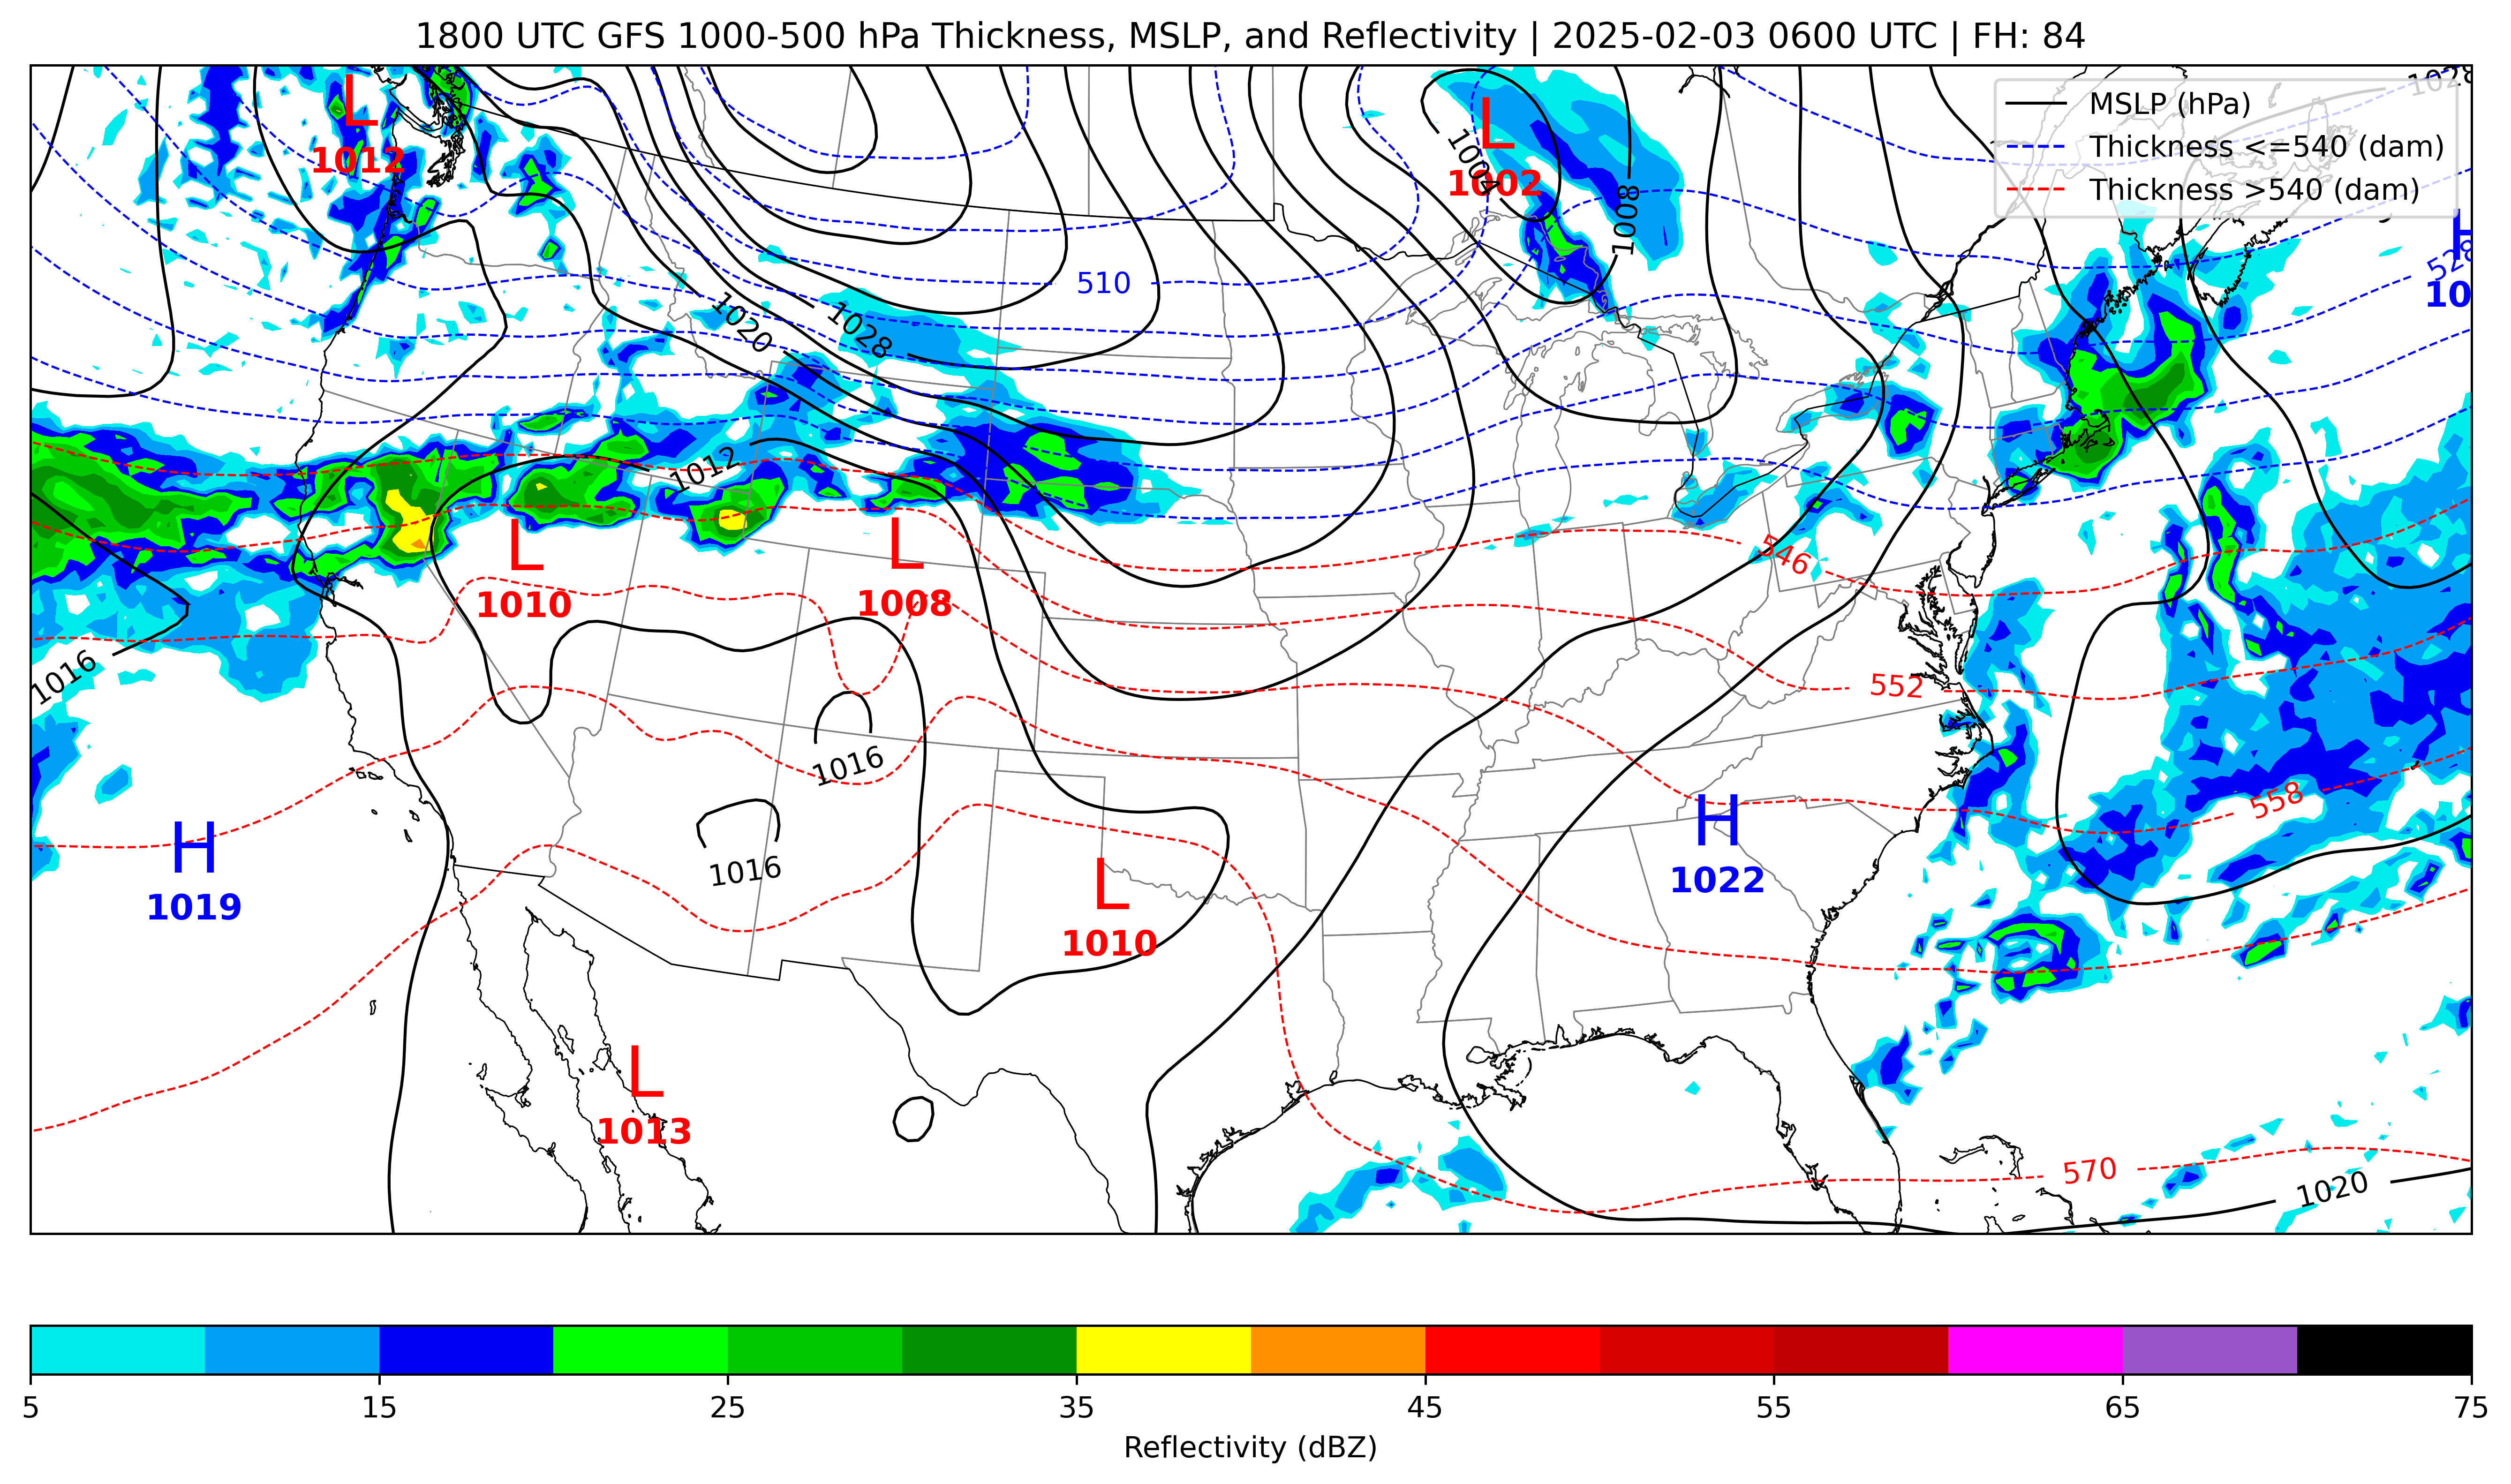 1800 UTC GFS 1000-500 hPa Thickness, MSLP, and Reflectivity | 2025-02-03 0600 UTC | FH: 84
MSLP (hPa)
Thickness <=540 (dam)
Thickness >540 (dam)
1028
L
1012
L
1002
1004
1008
H
10
528
510
1020
1028
1012
L
1010
L
1008
546
552
1016
1016
558
H
1019
1016
L
1010
H
1022
L
1013
570
1020
5
15
25
35
45
55
65
75
Reflectivity (dBZ)